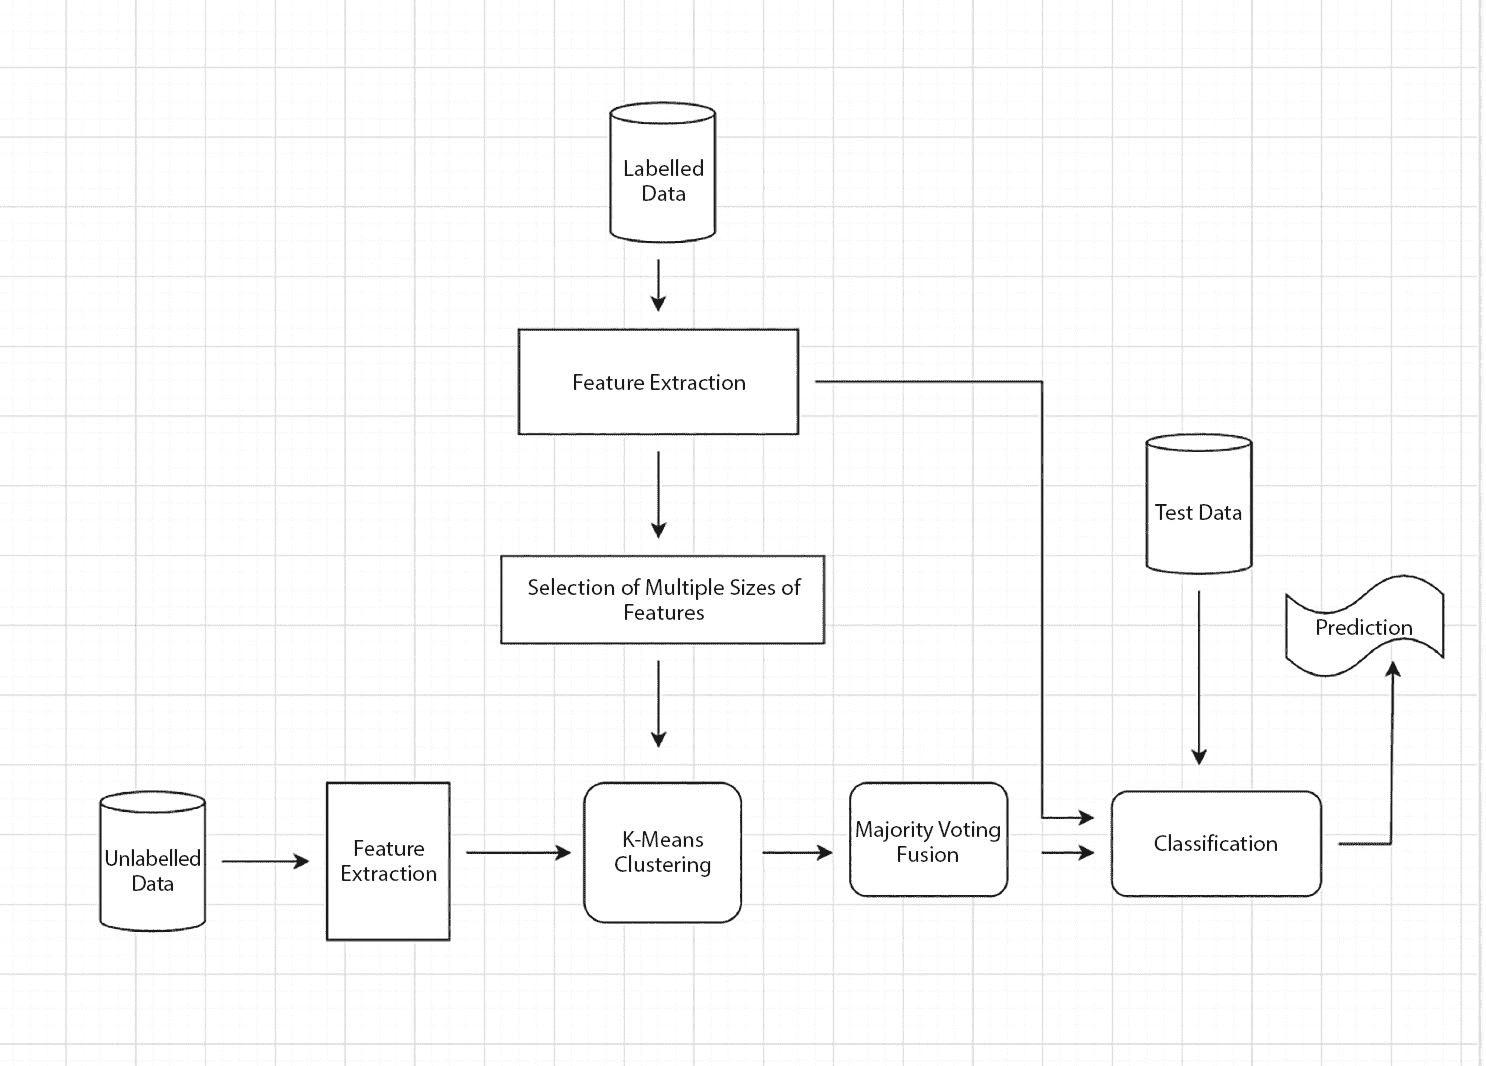 Labelled
Data
Feature Extraction
Test Data
Selection of Multiple Sizes of
Features
Prediction
Unlabelled
Data
Feature
Extraction
K-Means
Clustering
Majority Voting
Fusion
Classification